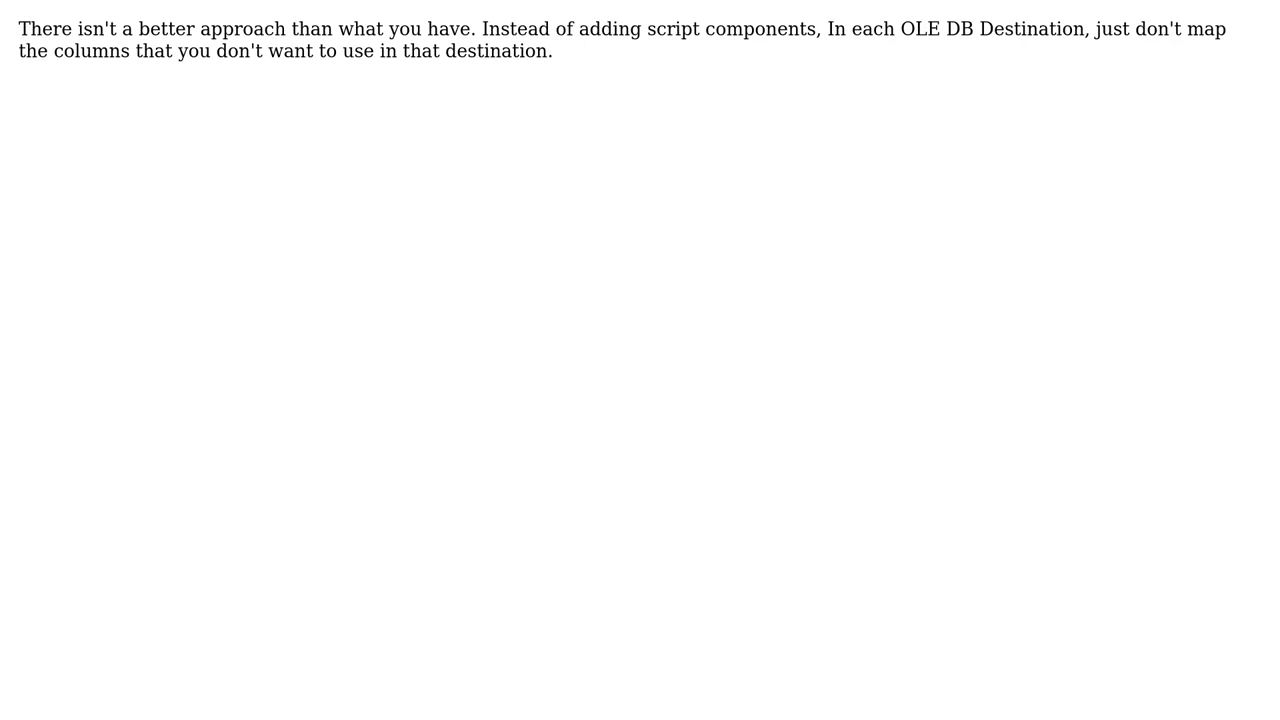 There isn't a better approach than what you have. Instead of adding script components, In each OLE DB Destination, just don't map
the columns that you don't want to use in that destination.